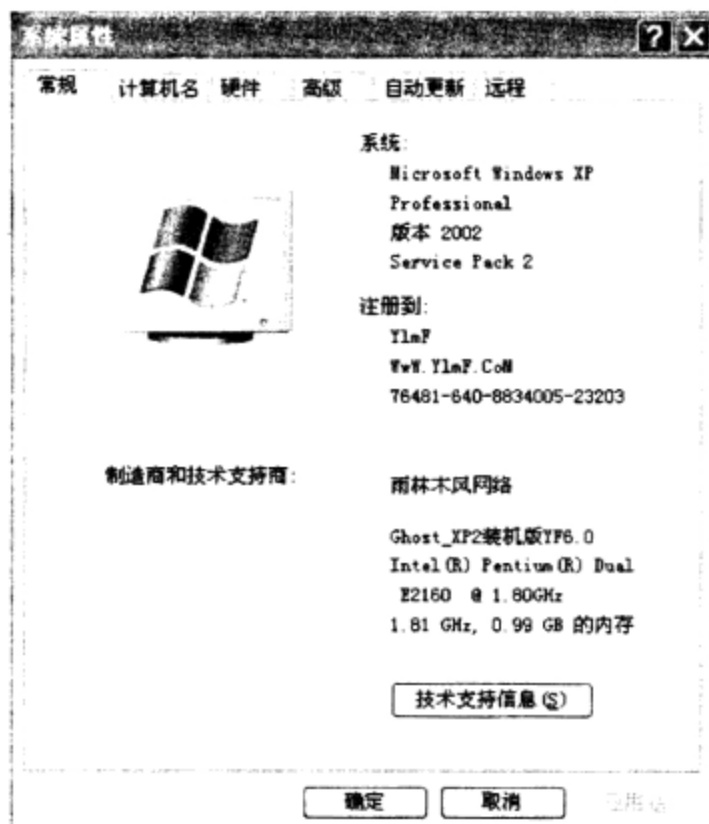 系统属性
常规 计算机名 硬件 高级 自动更新 远程
系统:
Microsoft Windows XP
Professional
版本 2002
Service Pack 2
注册到:
YlmF
WwW.YlmF.CoM
76481-640-8834005-23203
制造商和技术支持商:
雨林木风网络
Ghost_XP2装机版YF6.0
Intel(R) Pentium(R) Dual
E2160 @ 1.80GHz
1.81 GHz, 0.99 GB 的内存
技术支持信息(S)
确定 取消 应用(A)